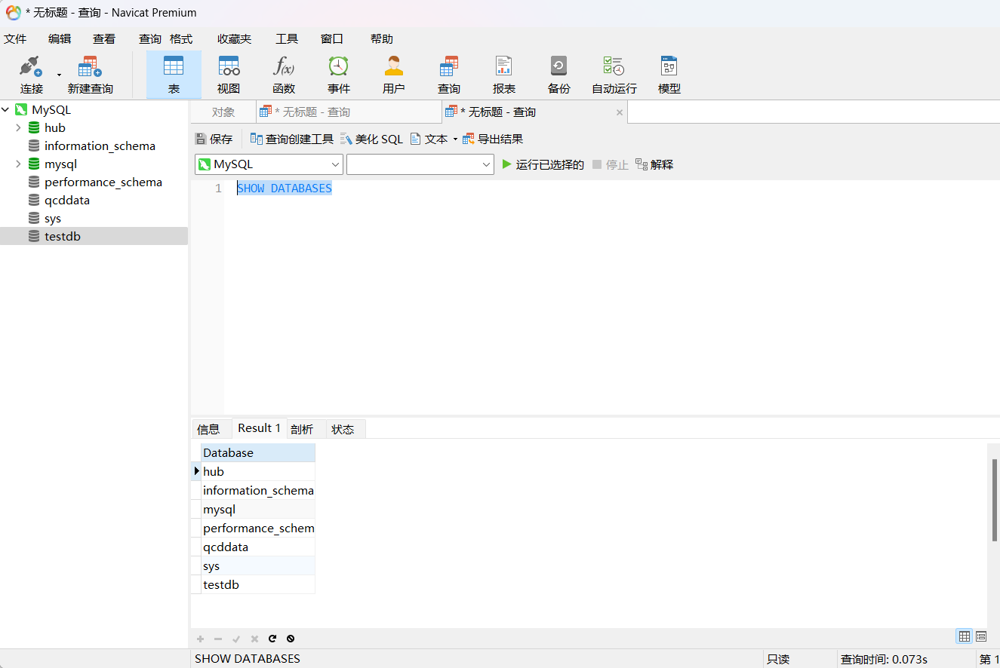 * 无标题 - 查询 - Navicat Premium
文件 编辑 查看 查询 格式 收藏夹 工具 窗口 帮助
连接 新建查询 表 视图 函数 事件 用户 查询 报表 备份 自动运行 模型
MySQL
hub
information_schema
mysql
performance_schema
qcddata
sys
testdb
对象 * 无标题 - 查询 * 无标题 - 查询
保存 查询创建工具 美化 SQL 文本 导出结果
MySQL 运行已选择的 停止 解释
1 SHOW DATABASES
信息 Result 1 剖析 状态
Database
hub
information_schema
mysql
performance_schem
qcddata
sys
testdb
SHOW DATABASES 只读 查询时间: 0.073s 第 1